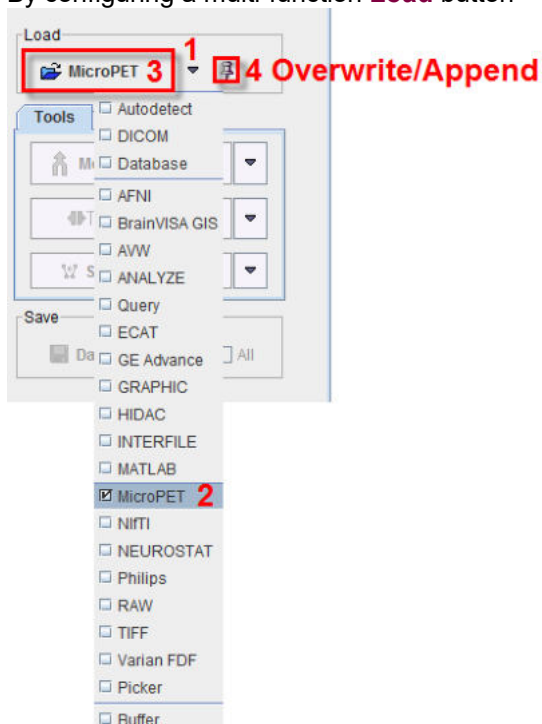 By configuring a multi-function Load button
Load
1
MicroPET 3
4 Overwrite/Append
Tools
Autodetect
DICOM
Database
AFNI
BrainVISA GIS
AVW
ANALYZE
Query
Save
ECAT
GE Advance
All
GRAPHIC
HIDAC
INTERFILE
MATLAB
MicroPET 2
NIfTI
NEUROSTAT
Philips
RAW
TIFF
Varian FDF
Picker
Buffer